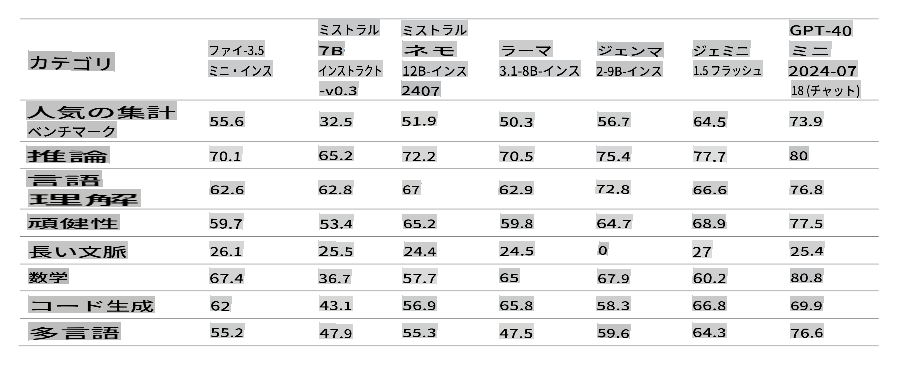 カテゴリ
ファイ-3.5
ミニ・インス
ミストラル
7B
インストラクト
-v0.3
ミストラル
ネモ
12B-インス
2407
ラーマ
3.1-8B-インス
ジェンマ
2-9B-インス
ジェミニ
1.5フラッシュ
GPT-40
ミニ
2024-07
18(チャット)
人気の集計
ベンチマーク
55.6 32.5 51.9 50.3 56.7 64.5 73.9
推論 70.1 65.2 72.2 70.5 75.4 77.7 80
言語
理解
62.6 62.8 67 62.9 72.8 66.6 76.8
頑健性 59.7 53.4 65.2 59.8 64.7 68.9 77.5
長い文脈 26.1 25.5 24.4 24.5 0 27 25.4
数学 67.4 36.7 57.7 65 67.9 60.2 80.8
コード生成 62 43.1 56.9 65.8 58.3 66.8 69.9
多言語 55.2 47.9 55.3 47.5 59.6 64.3 76.6